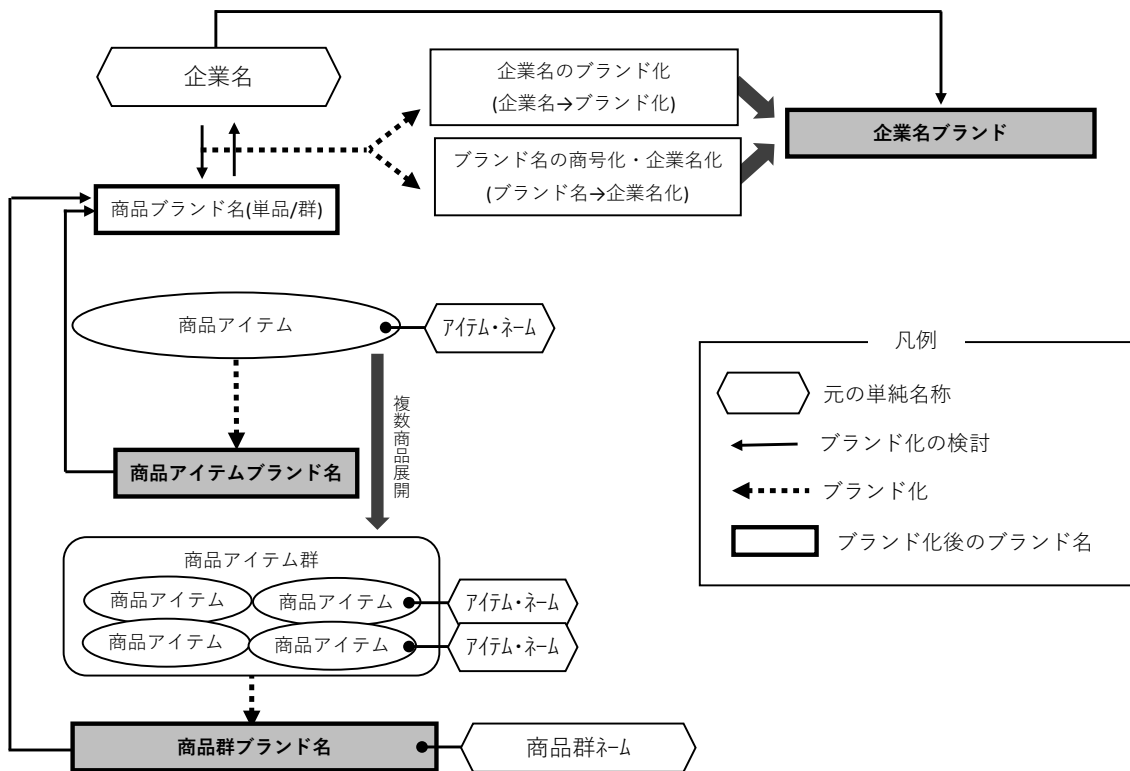 企業名
企業名のブランド化
(企業名→ブランド化)
企業名ブランド
ブランド名の商号化・企業名化
(ブランド名→企業名化)
商品ブランド名(単品/群)
商品アイテム
ｱｲﾃﾑ・ﾈｰﾑ
複数商品展開
商品アイテムブランド名
商品アイテム群
商品アイテム
商品アイテム
ｱｲﾃﾑ・ﾈｰﾑ
商品アイテム
商品アイテム
ｱｲﾃﾑ・ﾈｰﾑ
商品群ブランド名
商品群ﾈｰﾑ
凡例
元の単純名称
ブランド化の検討
ブランド化
ブランド化後のブランド名